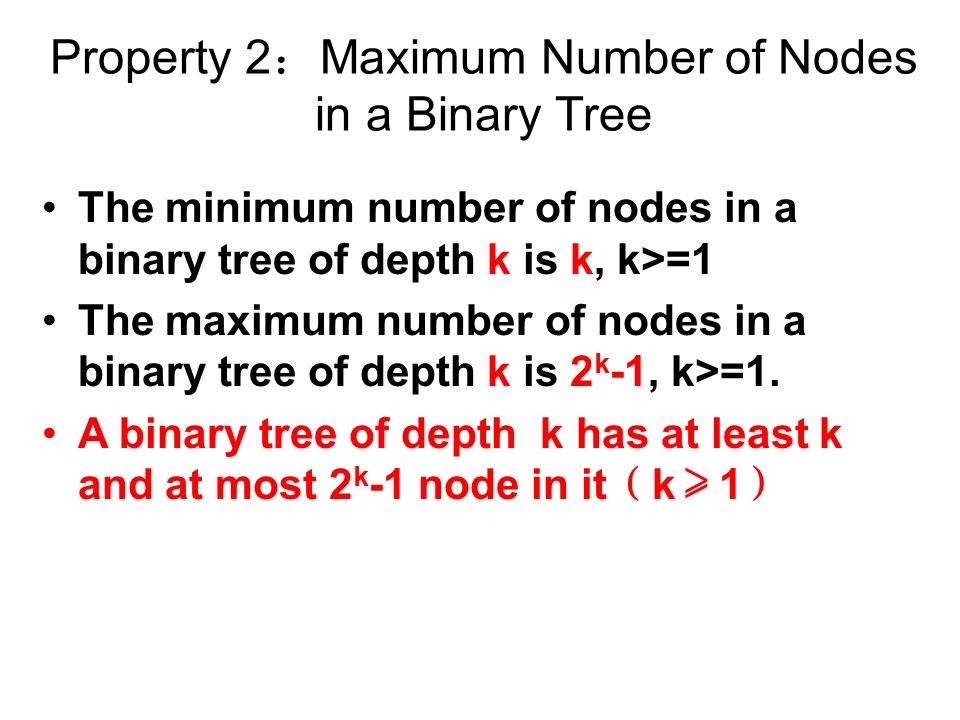 Property 2：Maximum Number of Nodes
in a Binary Tree
• The minimum number of nodes in a
binary tree of depth k is k, k>=1
• The maximum number of nodes in a
binary tree of depth k is 2ᵏ-1, k>=1.
• A binary tree of depth k has at least k
and at most 2ᵏ-1 node in it（k≥1）